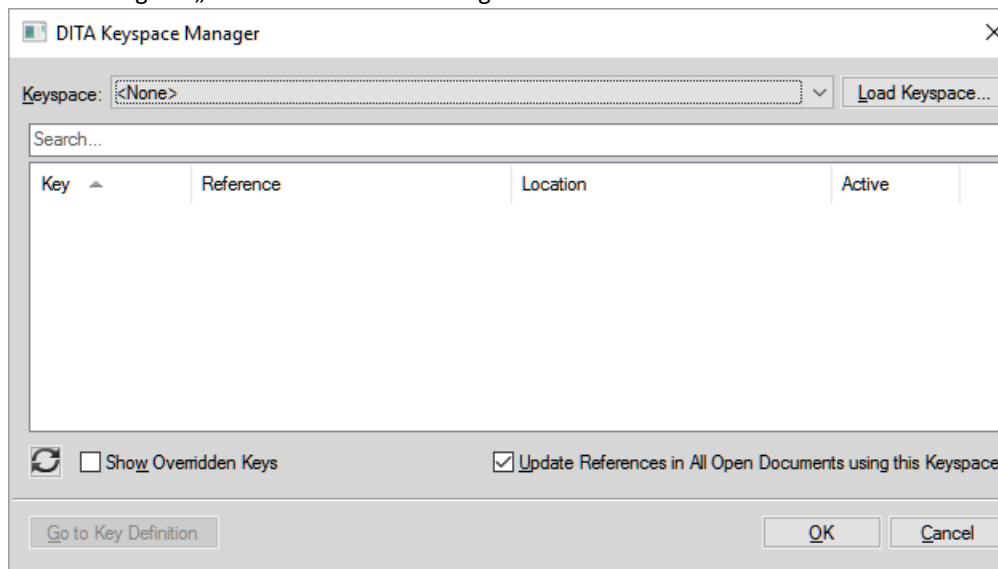 DITA Keyspace Manager
Keyspace: <None> Load Keyspace...
Search...
Key Reference Location Active
Show Overridden Keys Update References in All Open Documents using this Keyspace
Go to Key Definition OK Cancel